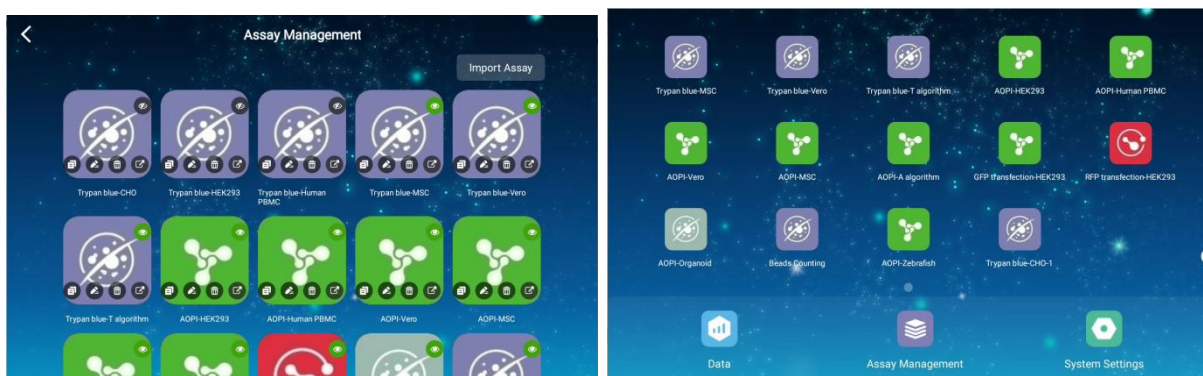 Assay Management
Import Assay
Trypan blue-CHO
Trypan blue-HEK293
Trypan blue-Human
PBMC
Trypan blue-MSC
Trypan blue-Vero
Trypan blue-T algorithm
AOPI-HEK293
AOPI-Human PBMC
AOPI-Vero
AOPI-MSC
Trypan blue-MSC
Trypan blue-Vero
Trypan blue-T algorithm
AOPI-HEK293
AOPI-Human PBMC
AOPI-Vero
AOPI-MSC
AOPI-A algorithm
GFP transfection-HEK293
RFP transfection-HEK293
AOPI-Organoid
Beads Counting
AOPI-Zebrafish
Trypan blue-CHO-1
Data
Assay Management
System Settings